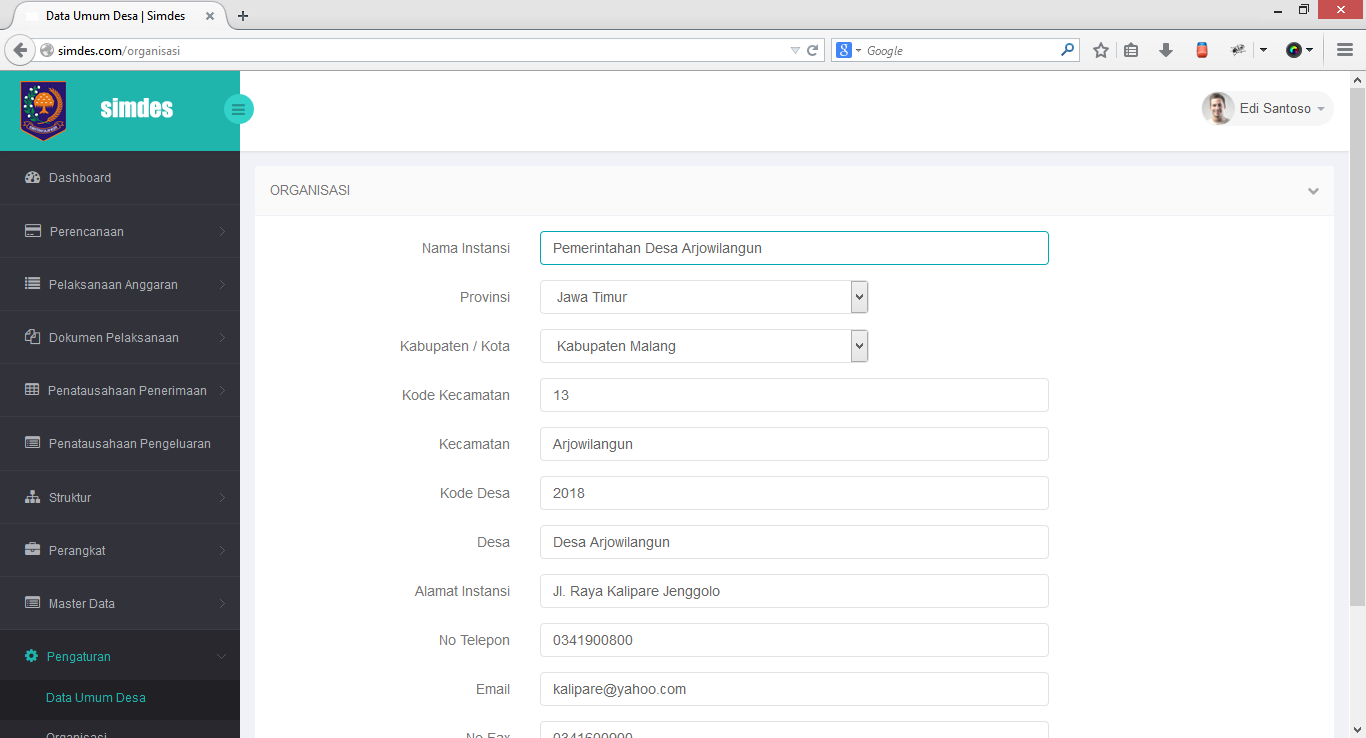 Data Umum Desa | Simdes
simdes.com/organisasi
Google
simdes
Edi Santoso
Dashboard
Perencanaan
Pelaksanaan Anggaran
Dokumen Pelaksanaan
Penatausahaan Penerimaan
Penatausahaan Pengeluaran
Struktur
Perangkat
Master Data
Pengaturan
Data Umum Desa
Organisasi
ORGANISASI
Nama Instansi Pemerintahan Desa Arjowilangun
Provinsi Jawa Timur
Kabupaten / Kota Kabupaten Malang
Kode Kecamatan 13
Kecamatan Arjowilangun
Kode Desa 2018
Desa Desa Arjowilangun
Alamat Instansi Jl. Raya Kalipare Jenggolo
No Telepon 0341900800
Email kalipare@yahoo.com
No Fax